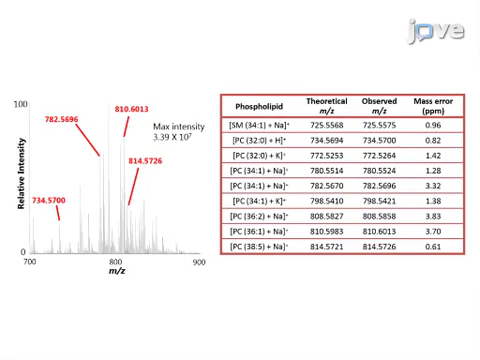 jove
100
Relative Intensity
0
700
800
900
m/z
782.5696
810.6013
734.5700
814.5726
Max intensity
3.39 X 10⁷
Phospholipid Theoretical m/z Observed m/z Mass error (ppm)
[SM (34:1) + Na]⁺ 725.5568 725.5575 0.96
[PC (32:0) + H]⁺ 734.5694 734.5700 0.82
[PC (32:0) + K]⁺ 772.5253 772.5264 1.42
[PC (34:1) + Na]⁺ 780.5514 780.5524 1.28
[PC (34:1) + Na]⁺ 782.5670 782.5696 3.32
[PC (34:1) + K]⁺ 798.5410 798.5421 1.38
[PC (36:2) + Na]⁺ 808.5827 808.5858 3.83
[PC (36:1) + Na]⁺ 810.5983 810.6013 3.70
[PC (38:5) + Na]⁺ 814.5721 814.5726 0.61